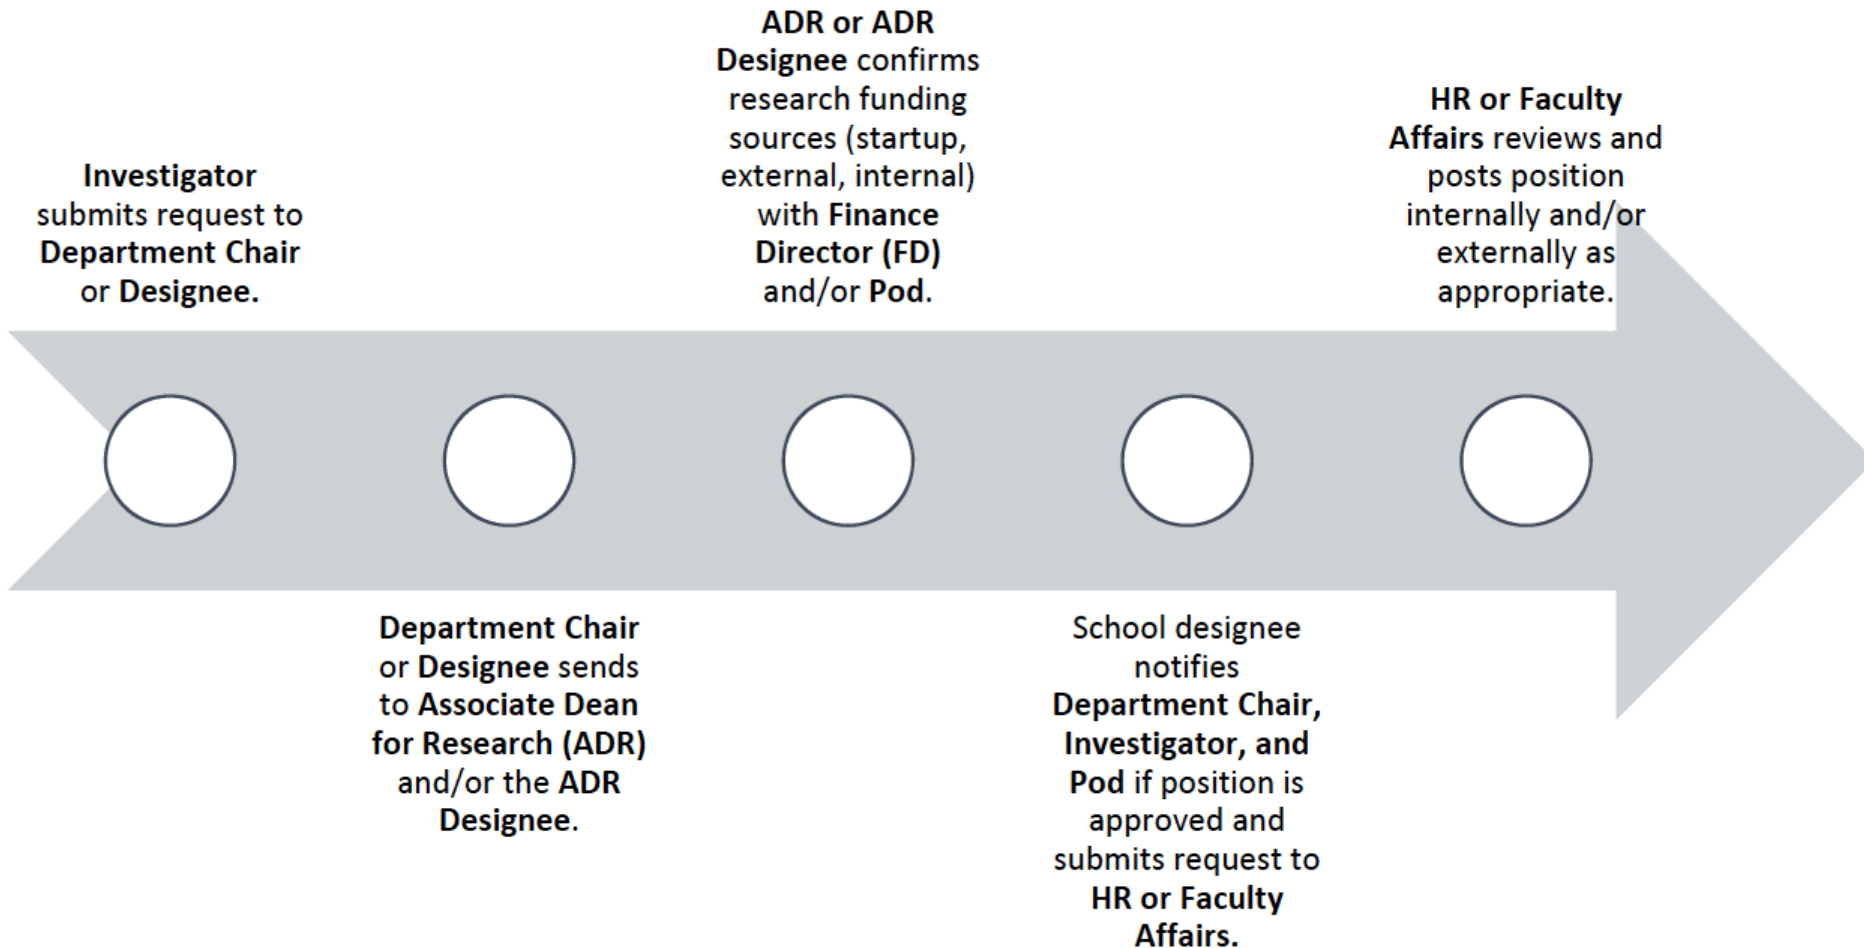 Investigator
submits request to
Department Chair
or Designee.
Department Chair
or Designee sends
to Associate Dean
for Research (ADR)
and/or the ADR
Designee.
ADR or ADR
Designee confirms
research funding
sources (startup,
external, internal)
with Finance
Director (FD)
and/or Pod.
School designee
notifies
Department Chair,
Investigator, and
Pod if position is
approved and
submits request to
HR or Faculty
Affairs.
HR or Faculty
Affairs reviews and
posts position
internally and/or
externally as
appropriate.